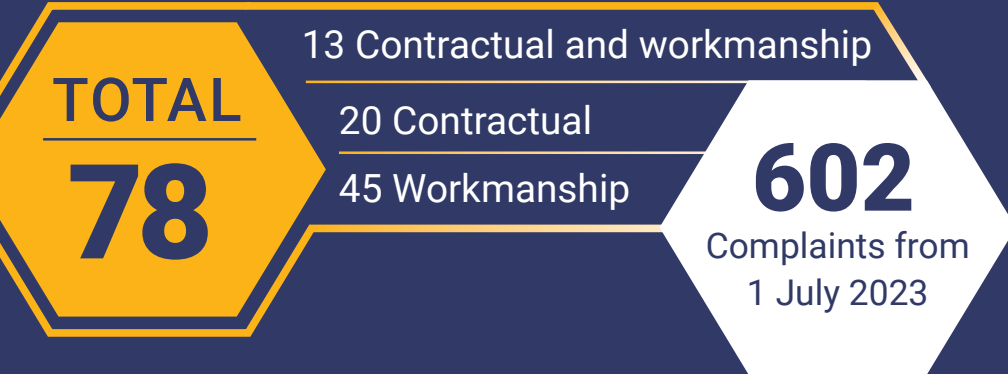 TOTAL
78
13 Contractual and workmanship
20 Contractual
45 Workmanship
602
Complaints from
1 July 2023